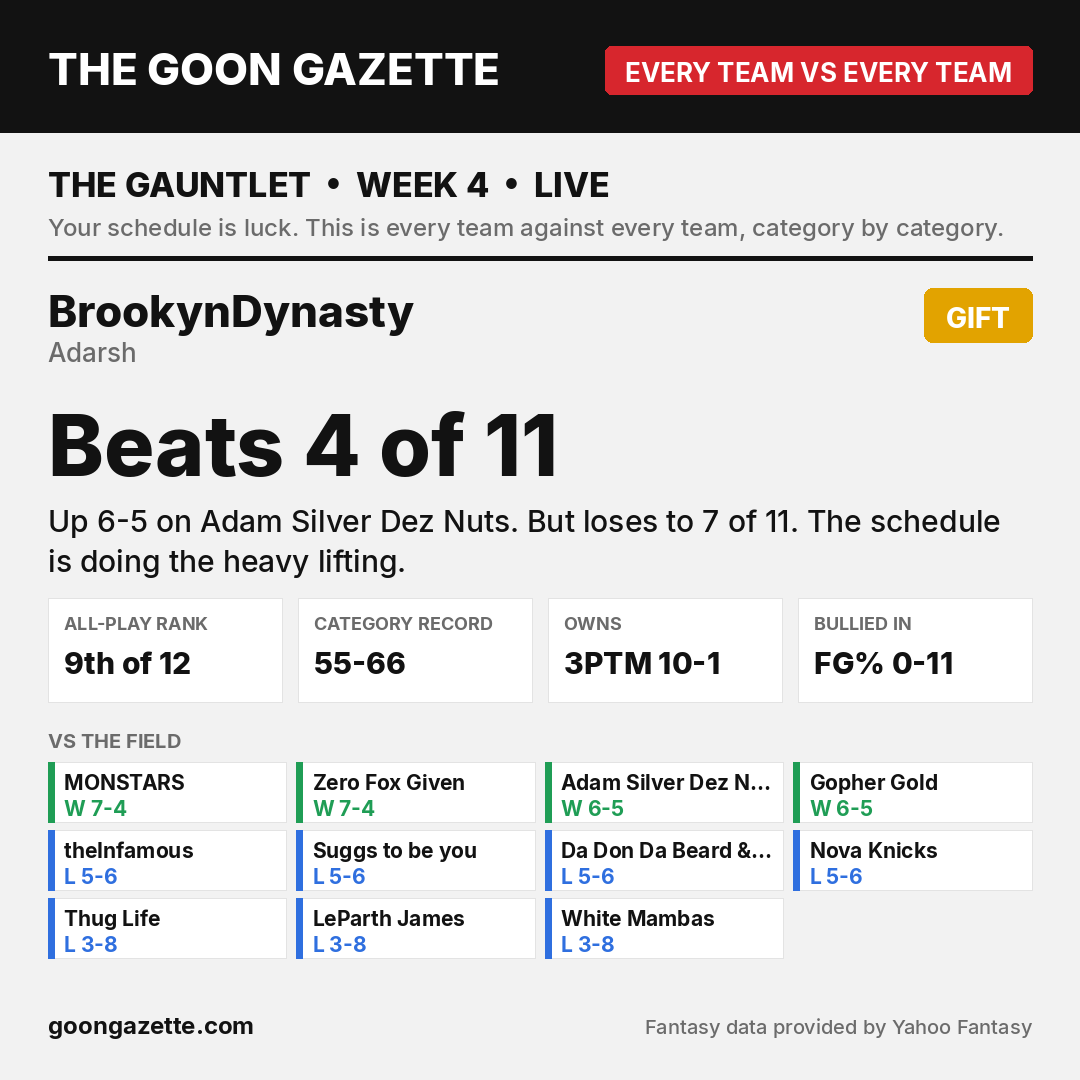 THE GOON GAZETTE
EVERY TEAM VS EVERY TEAM
THE GAUNTLET • WEEK 4 • LIVE
Your schedule is luck. This is every team against every team, category by category.
BrookynDynasty
GIFT
Adarsh
Beats 4 of 11
Up 6-5 on Adam Silver Dez Nuts. But loses to 7 of 11. The schedule
is doing the heavy lifting.
ALL-PLAY RANK
9th of 12
CATEGORY RECORD
55-66
OWNS
3PTM 10-1
BULLIED IN
FG% 0-11
VS THE FIELD
MONSTARS
W 7-4
Zero Fox Given
W 7-4
Adam Silver Dez N...
W 6-5
Gopher Gold
W 6-5
theInfamous
L 5-6
Suggs to be you
L 5-6
Da Don Da Beard &...
L 5-6
Nova Knicks
L 5-6
Thug Life
L 3-8
LeParth James
L 3-8
White Mambas
L 3-8
goongazette.com
Fantasy data provided by Yahoo Fantasy